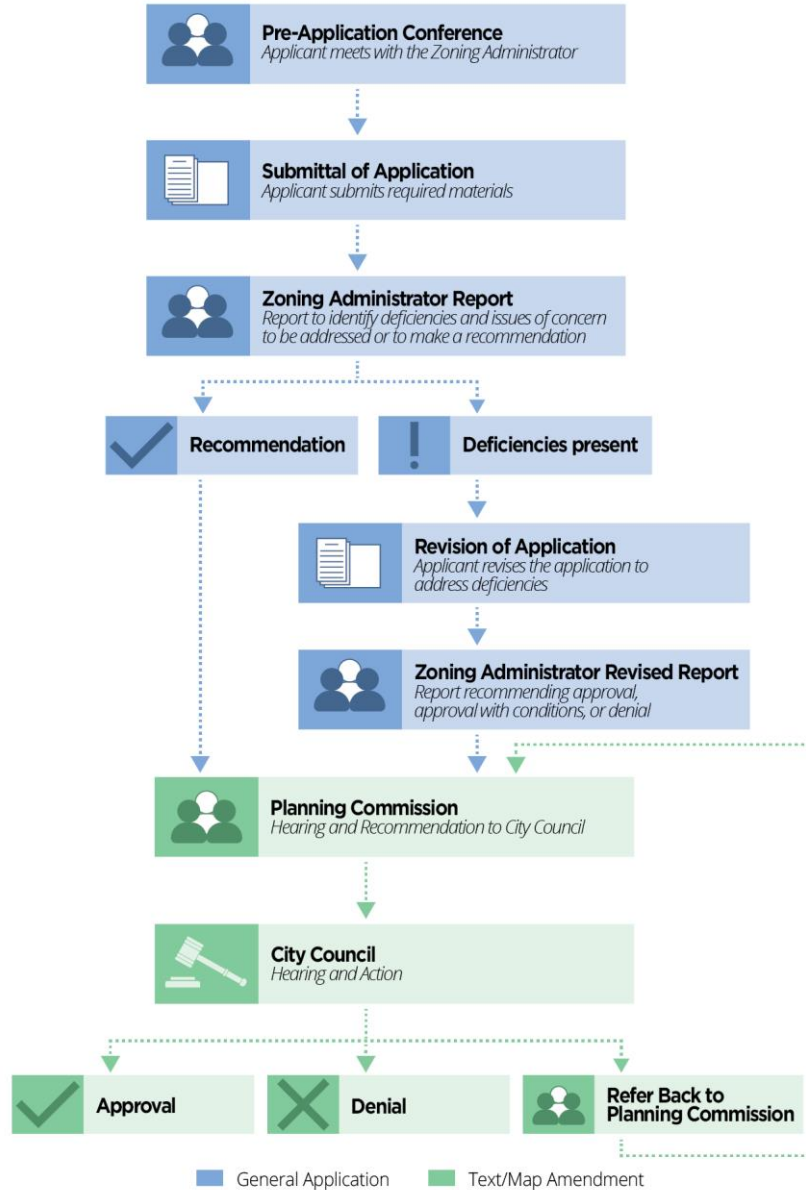 Pre-Application Conference
Applicant meets with the Zoning Administrator
Submittal of Application
Applicant submits required materials
Zoning Administrator Report
Report to identify deficiencies and issues of concern
to be addressed or to make a recommendation
Recommendation
Deficiencies present
Revision of Application
Applicant revises the application to
address deficiencies
Zoning Administrator Revised Report
Report recommending approval,
approval with conditions, or denial
Planning Commission
Hearing and Recommendation to City Council
City Council
Hearing and Action
Approval
Denial
Refer Back to
Planning Commission
General Application
Text/Map Amendment